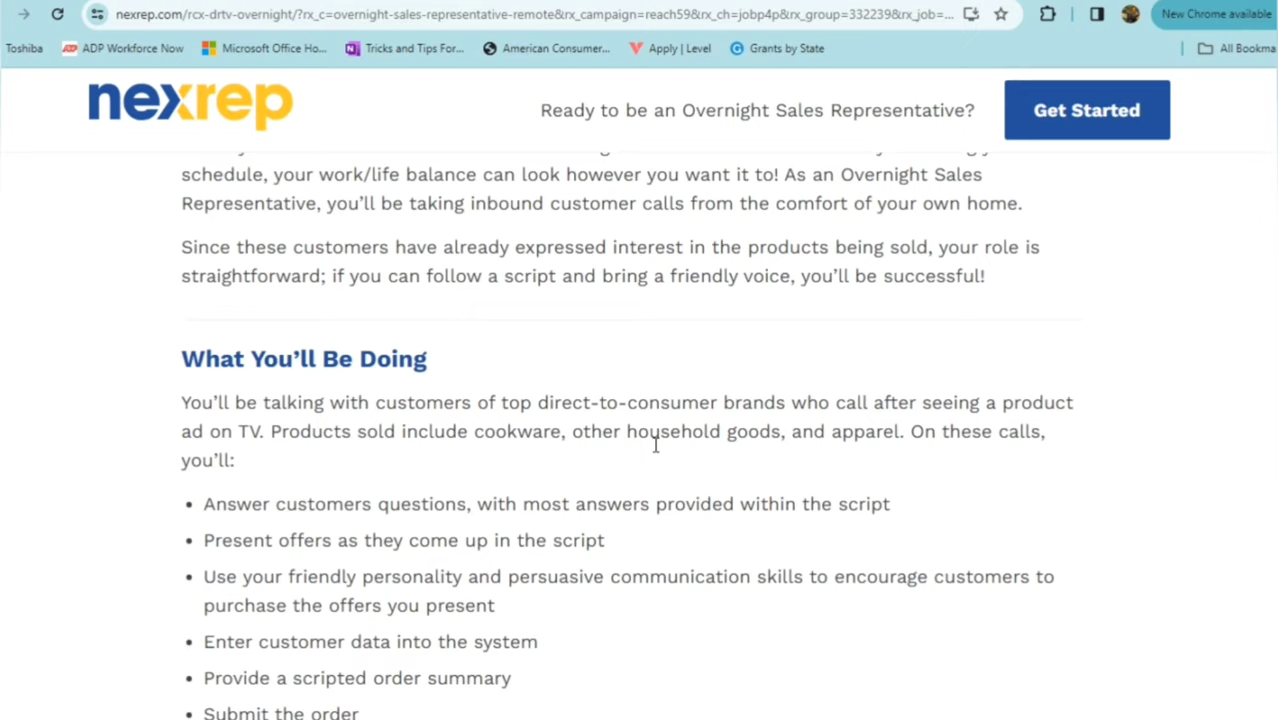 nexrep.com/rcx-drtv-overnight/?rx_c=overnight-sales-representative-remote&rx_campaign=reach59&rx_ch=jobp4p&rx_group=332239&rx_job=...
New Chrome available
Toshiba ADP Workforce Now Microsoft Office Ho... Tricks and Tips For... American Consumer... Apply | Level Grants by State All Bookma
nexrep
Ready to be an Overnight Sales Representative? Get Started
schedule, your work/life balance can look however you want it to! As an Overnight Sales
Representative, you'll be taking inbound customer calls from the comfort of your own home.
Since these customers have already expressed interest in the products being sold, your role is
straightforward; if you can follow a script and bring a friendly voice, you'll be successful!
What You'll Be Doing
You'll be talking with customers of top direct-to-consumer brands who call after seeing a product
ad on TV. Products sold include cookware, other household goods, and apparel. On these calls,
you'll:
• Answer customers questions, with most answers provided within the script
• Present offers as they come up in the script
• Use your friendly personality and persuasive communication skills to encourage customers to
purchase the offers you present
• Enter customer data into the system
• Provide a scripted order summary
• Submit the order